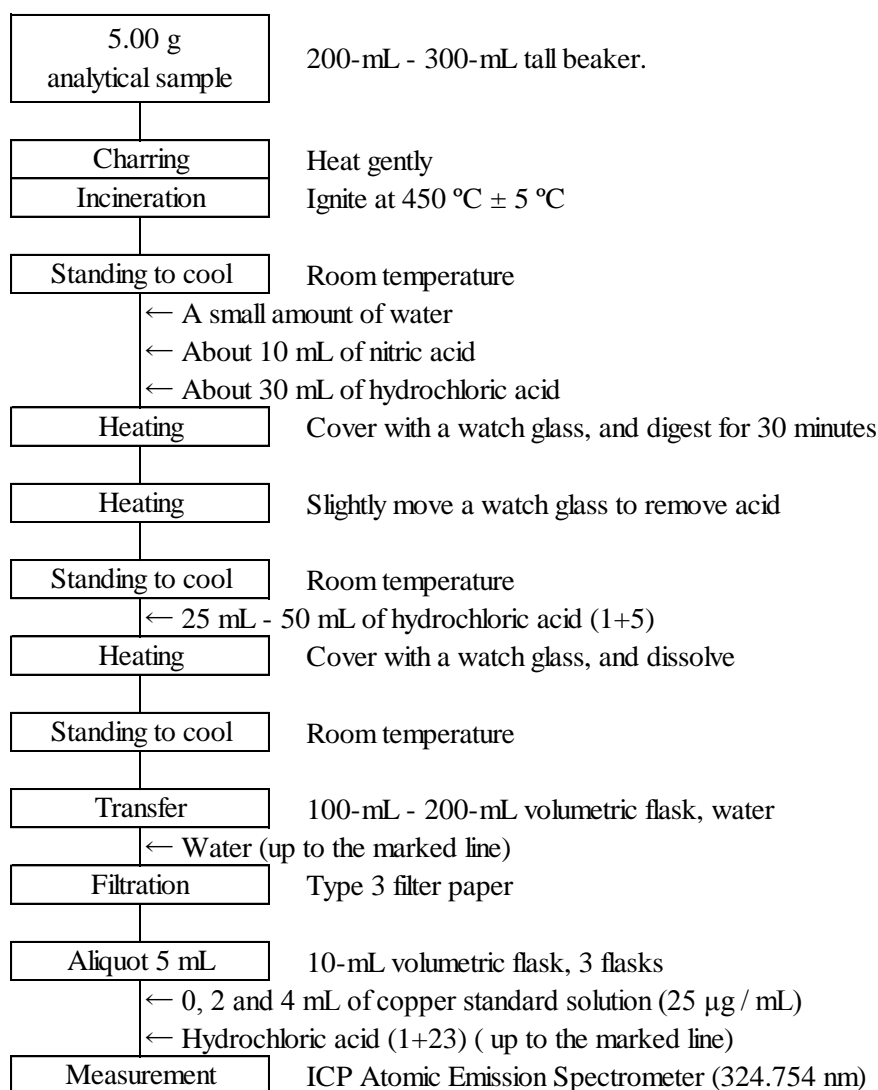 5.00 g
analytical sample
200-mL - 300-mL tall beaker.
Charring
Heat gently
Incineration
Ignite at 450 ºC ± 5 ºC
Standing to cool
Room temperature
← A small amount of water
← About 10 mL of nitric acid
← About 30 mL of hydrochloric acid
Heating
Cover with a watch glass, and digest for 30 minutes
Heating
Slightly move a watch glass to remove acid
Standing to cool
Room temperature
← 25 mL - 50 mL of hydrochloric acid (1+5)
Heating
Cover with a watch glass, and dissolve
Standing to cool
Room temperature
Transfer
100-mL - 200-mL volumetric flask, water
← Water (up to the marked line)
Filtration
Type 3 filter paper
Aliquot 5 mL
10-mL volumetric flask, 3 flasks
← 0, 2 and 4 mL of copper standard solution (25 µg / mL)
← Hydrochloric acid (1+23) ( up to the marked line)
Measurement
ICP Atomic Emission Spectrometer (324.754 nm)